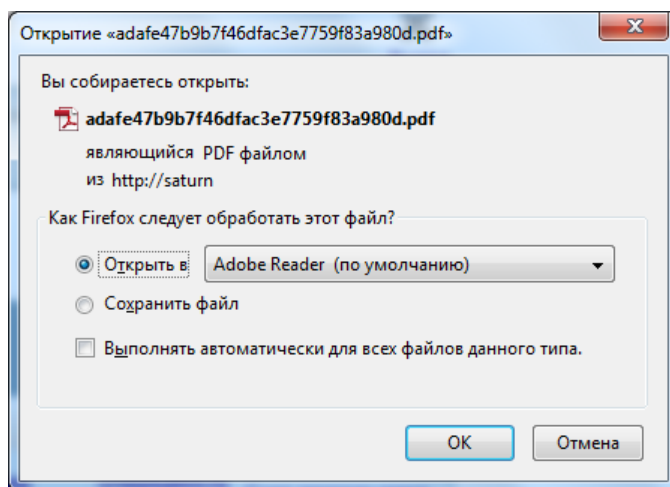 Открытие «adafe47b9b7f46dfac3e7759f83a980d.pdf»
Вы собираетесь открыть:
adafe47b9b7f46dfac3e7759f83a980d.pdf
являющийся PDF файлом
из http://saturn
Как Firefox следует обработать этот файл?
Открыть в Adobe Reader (по умолчанию)
Сохранить файл
Выполнять автоматически для всех файлов данного типа.
OK Отмена